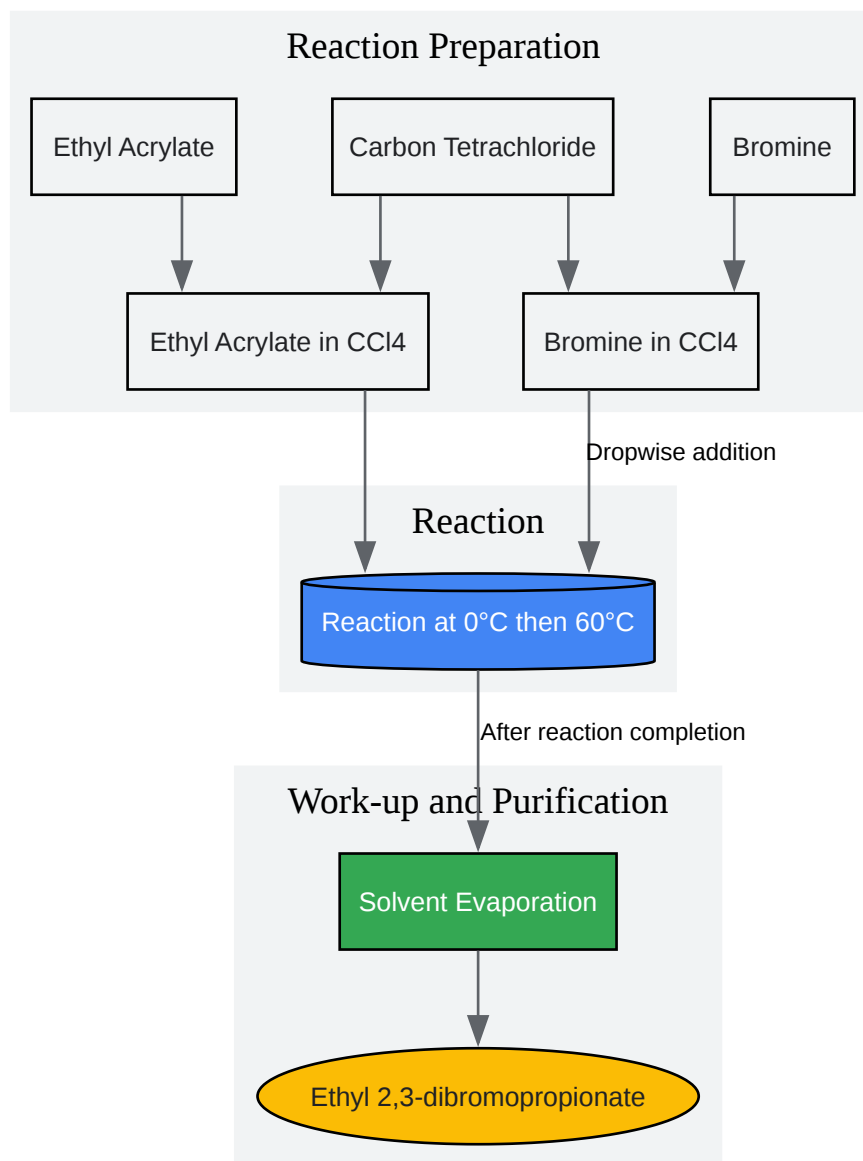 Reaction Preparation
Ethyl Acrylate
Carbon Tetrachloride
Bromine
Ethyl Acrylate in CCl4
Bromine in CCl4
Dropwise addition
Reaction
Reaction at 0°C then 60°C
After reaction completion
Work-up and Purification
Solvent Evaporation
Ethyl 2,3-dibromopropionate